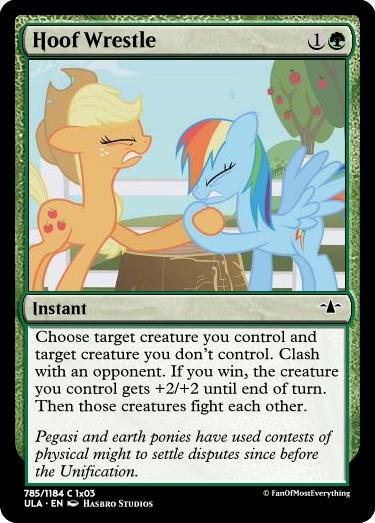 Hoof Wrestle 1
Instant
Choose target creature you control and
target creature you don't control. Clash
with an opponent. If you win, the creature
you control gets +2/+2 until end of turn.
Then those creatures fight each other.
Pegasi and earth ponies have used contests of
physical might to settle disputes since before
the Unification.
785/1184 C 1x03
ULA • EN Hasbro Studios
© FanOfMostEverything